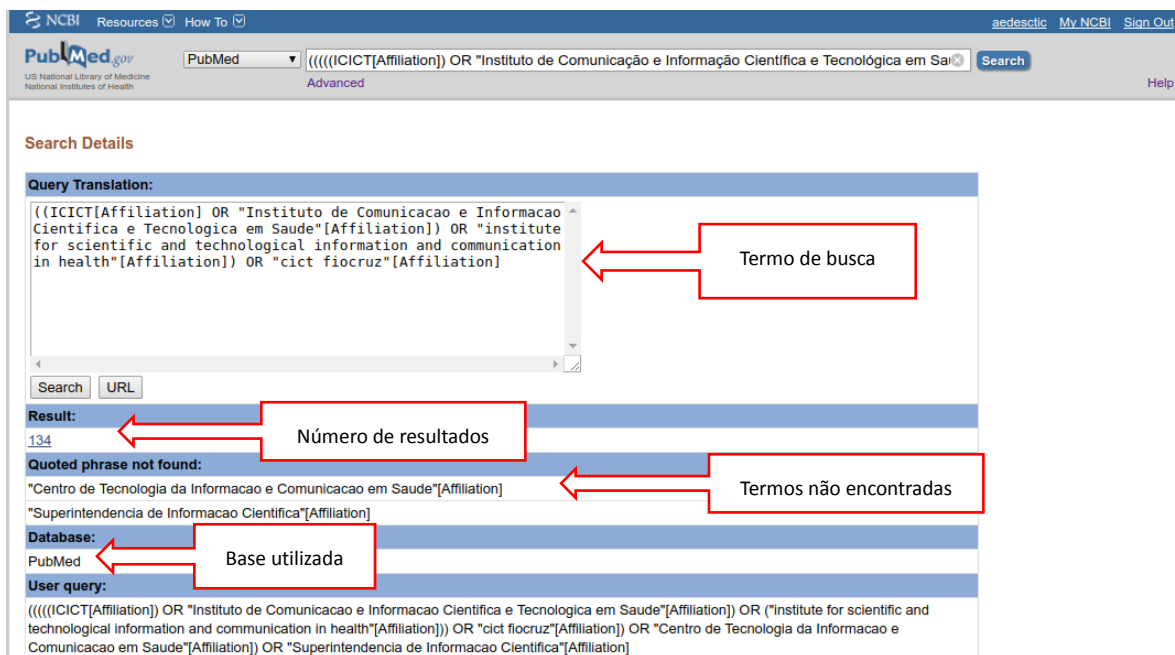 NCBI Resources How To aedesctic My NCBI Sign Out
PubMed.gov
US National Library of Medicine
National Institutes of Health
PubMed
(((((ICICT[Affiliation]) OR "Instituto de Comunicação e Informação Científica e Tecnológica em Saú
Search
Advanced
Help
Search Details
Query Translation:
((ICICT[Affiliation] OR "Instituto de Comunicacao e Informacao
Cientifica e Tecnologica em Saude"[Affiliation]) OR "institute
for scientific and technological information and communication
in health"[Affiliation]) OR "cict fiocruz"[Affiliation]
Termo de busca
Search URL
Result:
134
Número de resultados
Quoted phrase not found:
"Centro de Tecnologia da Informacao e Comunicacao em Saude"[Affiliation]
Termos não encontradas
"Superintendencia de Informacao Cientifica"[Affiliation]
Database:
PubMed
Base utilizada
User query:
(((((ICICT[Affiliation]) OR "Instituto de Comunicacao e Informacao Cientifica e Tecnologica em Saude"[Affiliation]) OR ("institute for scientific and
technological information and communication in health"[Affiliation])) OR "cict fiocruz"[Affiliation]) OR "Centro de Tecnologia da Informacao e
Comunicacao em Saude"[Affiliation]) OR "Superintendencia de Informacao Cientifica"[Affiliation]